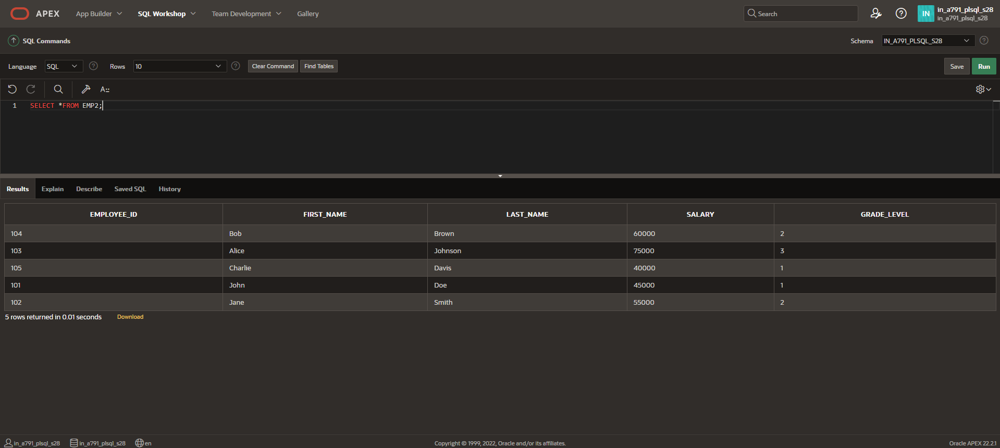 APEX App Builder SQL Workshop Team Development Gallery Search IN in_a791_plsql_s28
in_a791_plsql_s28
SQL Commands Schema IN_A791_PLSQL_S28
Language SQL Rows 10 Clear Command Find Tables Save Run
A::
1 SELECT *FROM EMP2;
Results Explain Describe Saved SQL History
EMPLOYEE_ID FIRST_NAME LAST_NAME SALARY GRADE_LEVEL
104 Bob Brown 60000 2
103 Alice Johnson 75000 3
105 Charlie Davis 40000 1
101 John Doe 45000 1
102 Jane Smith 55000 2
5 rows returned in 0.01 seconds Download
in_a791_plsql_s28 in_a791_plsql_s28 en Copyright © 1999, 2022, Oracle and/or its affiliates. Oracle APEX 22.2.1